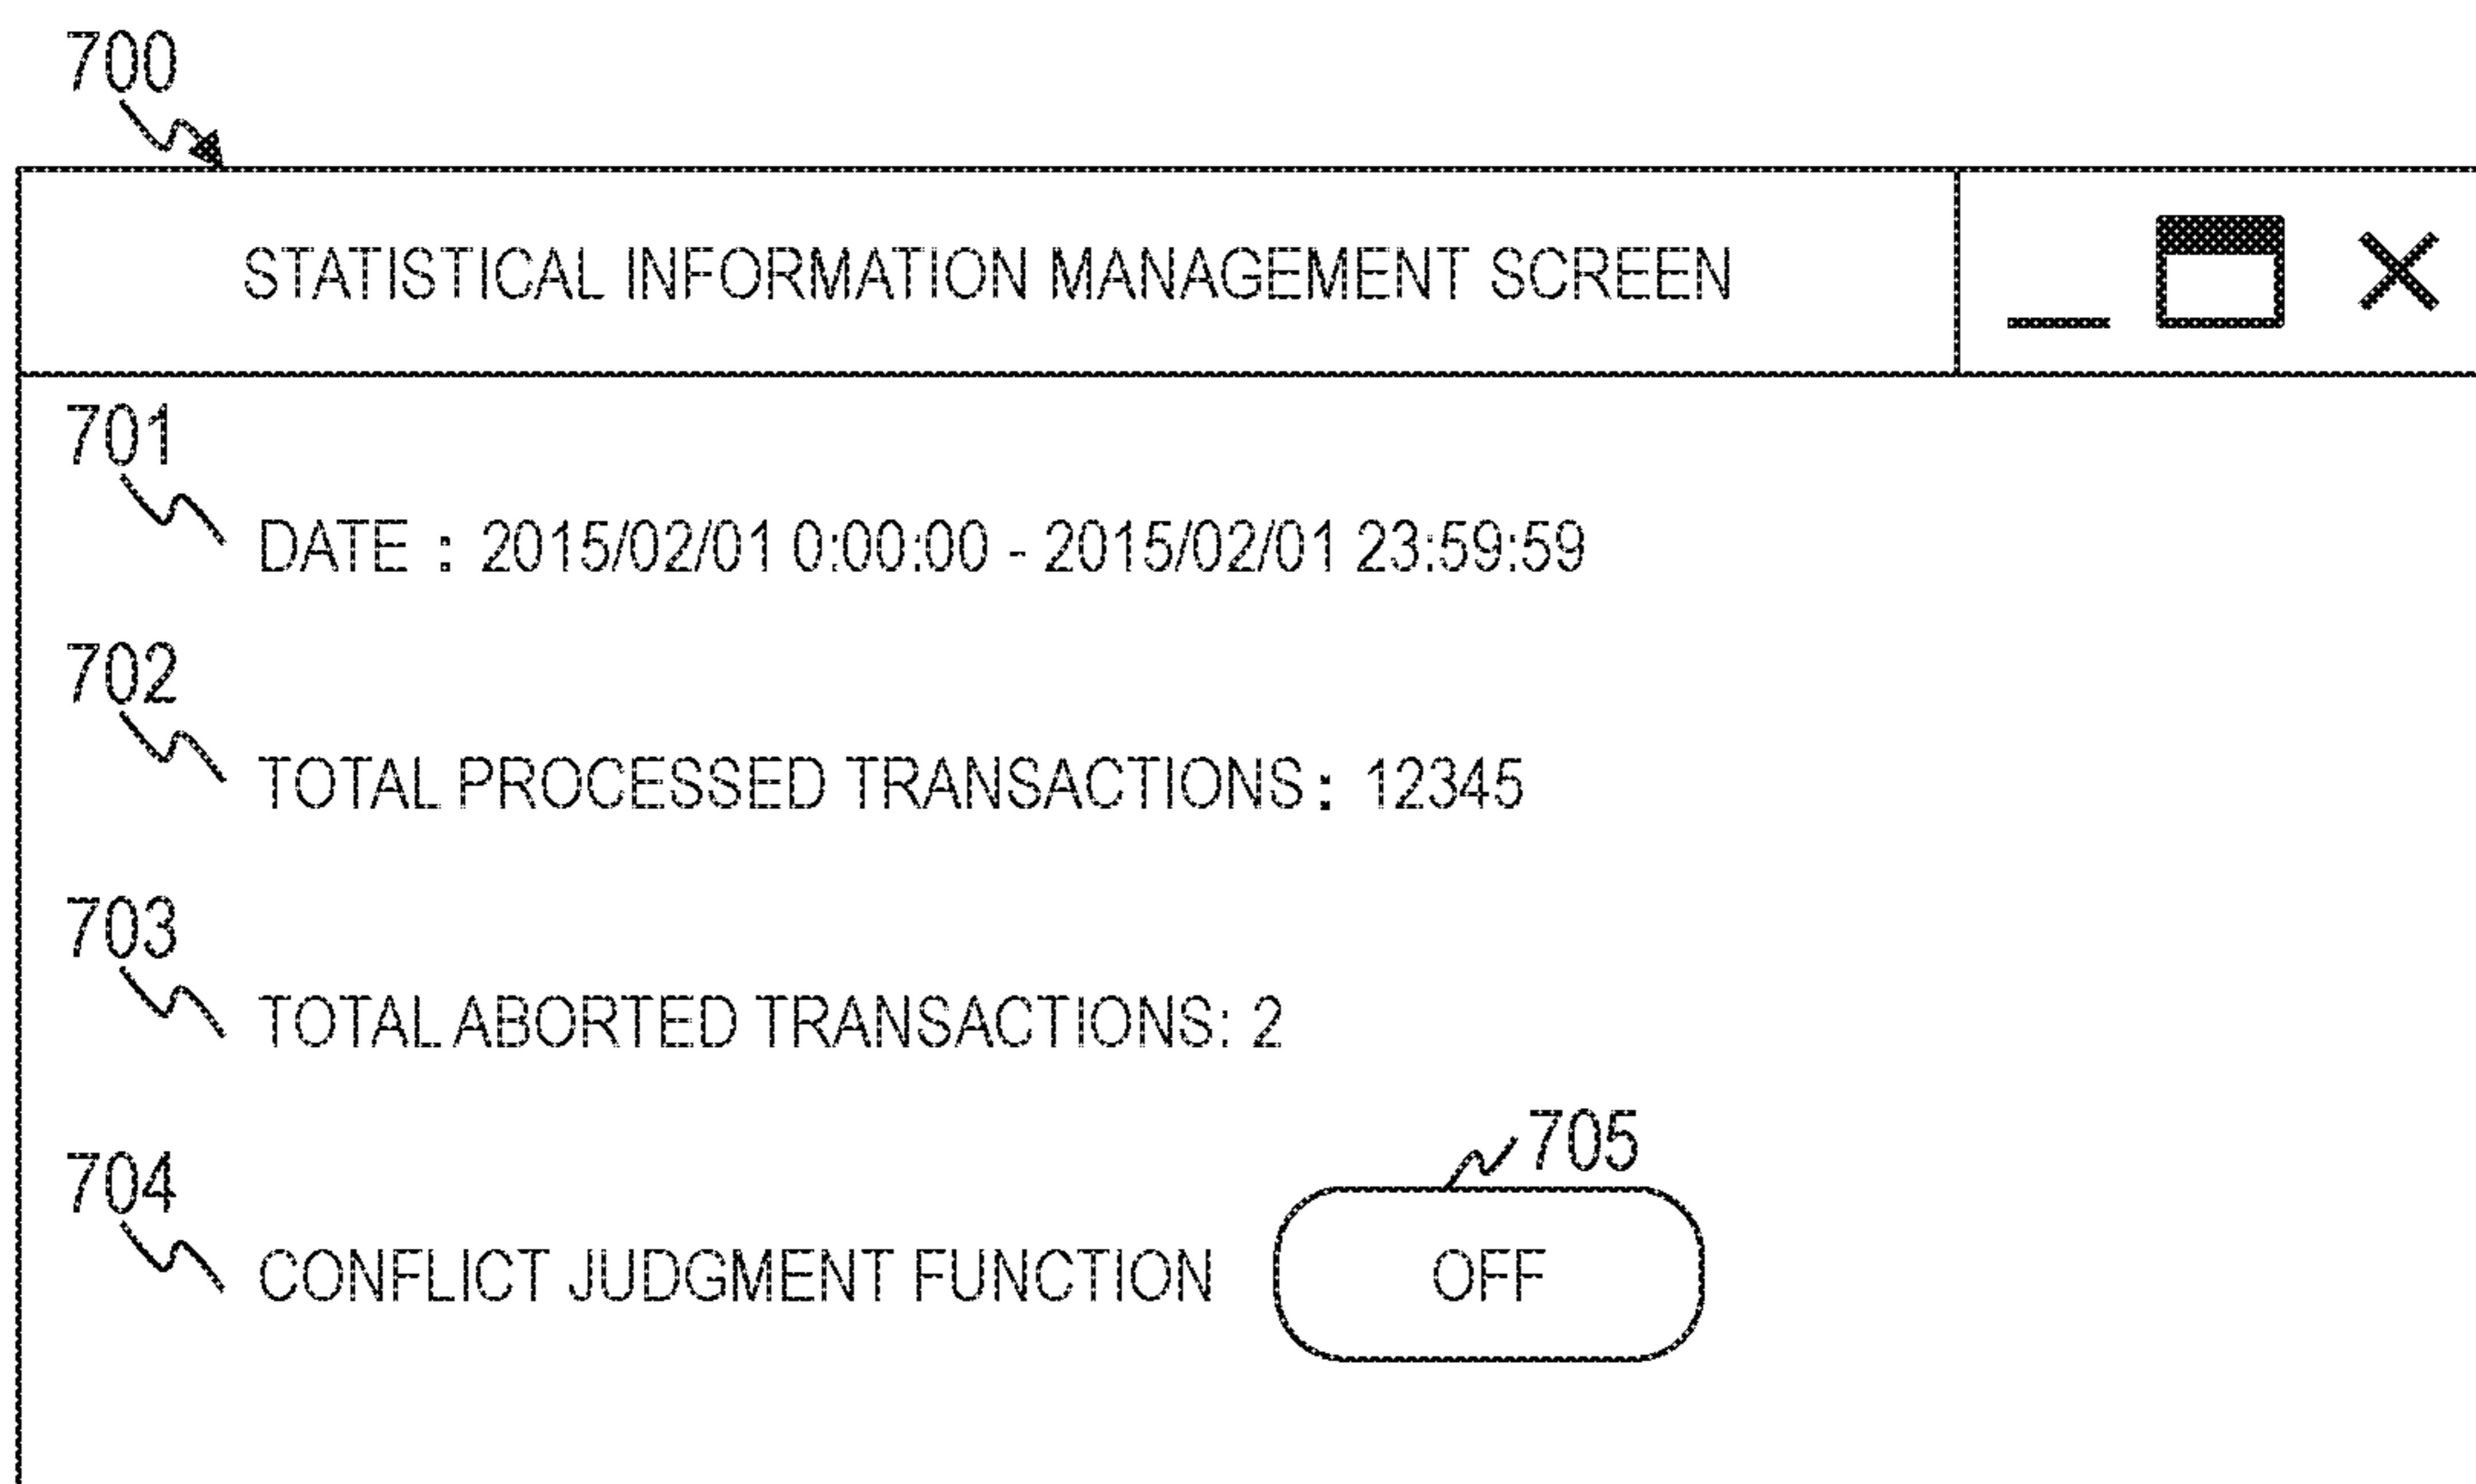 700
STATISTICAL INFORMATION MANAGEMENT SCREEN
701
DATE : 2015/02/01 0:00:00 - 2015/02/01 23:59:59
702
TOTAL PROCESSED TRANSACTIONS : 12345
703
TOTAL ABORTED TRANSACTIONS: 2
705
704
CONFLICT JUDGMENT FUNCTION OFF